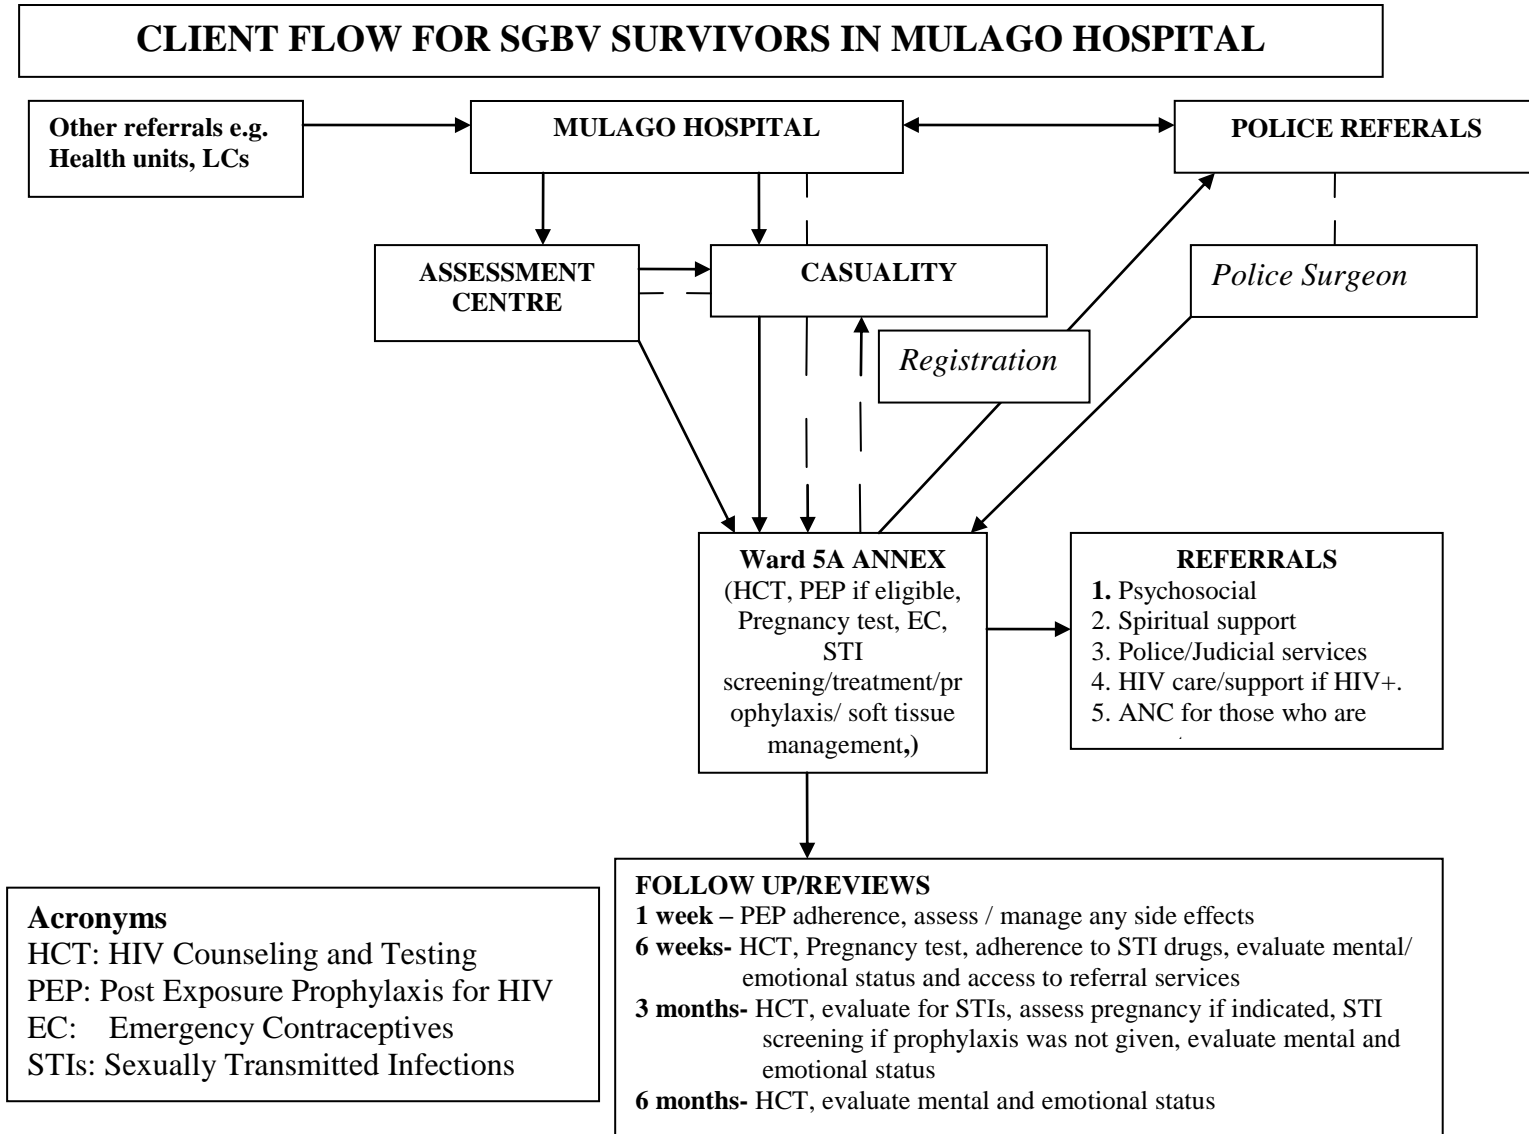 CLIENT FLOW FOR SGBV SURVIVORS IN MULAGO HOSPITAL
Other referrals e.g.
Health units, LCs
MULAGO HOSPITAL
POLICE REFERALS
ASSESSMENT
CENTRE
CASUALITY
Police Surgeon
Registration
Ward 5A ANNEX
(HCT, PEP if eligible,
Pregnancy test, EC,
STI
screening/treatment/pr
ophylaxis/ soft tissue
management,)
REFERRALS
1. Psychosocial
2. Spiritual support
3. Police/Judicial services
4. HIV care/support if HIV+.
5. ANC for those who are
Acronyms
HCT: HIV Counseling and Testing
PEP: Post Exposure Prophylaxis for HIV
EC: Emergency Contraceptives
STIs: Sexually Transmitted Infections
FOLLOW UP/REVIEWS
1 week – PEP adherence, assess / manage any side effects
6 weeks- HCT, Pregnancy test, adherence to STI drugs, evaluate mental/
emotional status and access to referral services
3 months- HCT, evaluate for STIs, assess pregnancy if indicated, STI
screening if prophylaxis was not given, evaluate mental and
emotional status
6 months- HCT, evaluate mental and emotional status